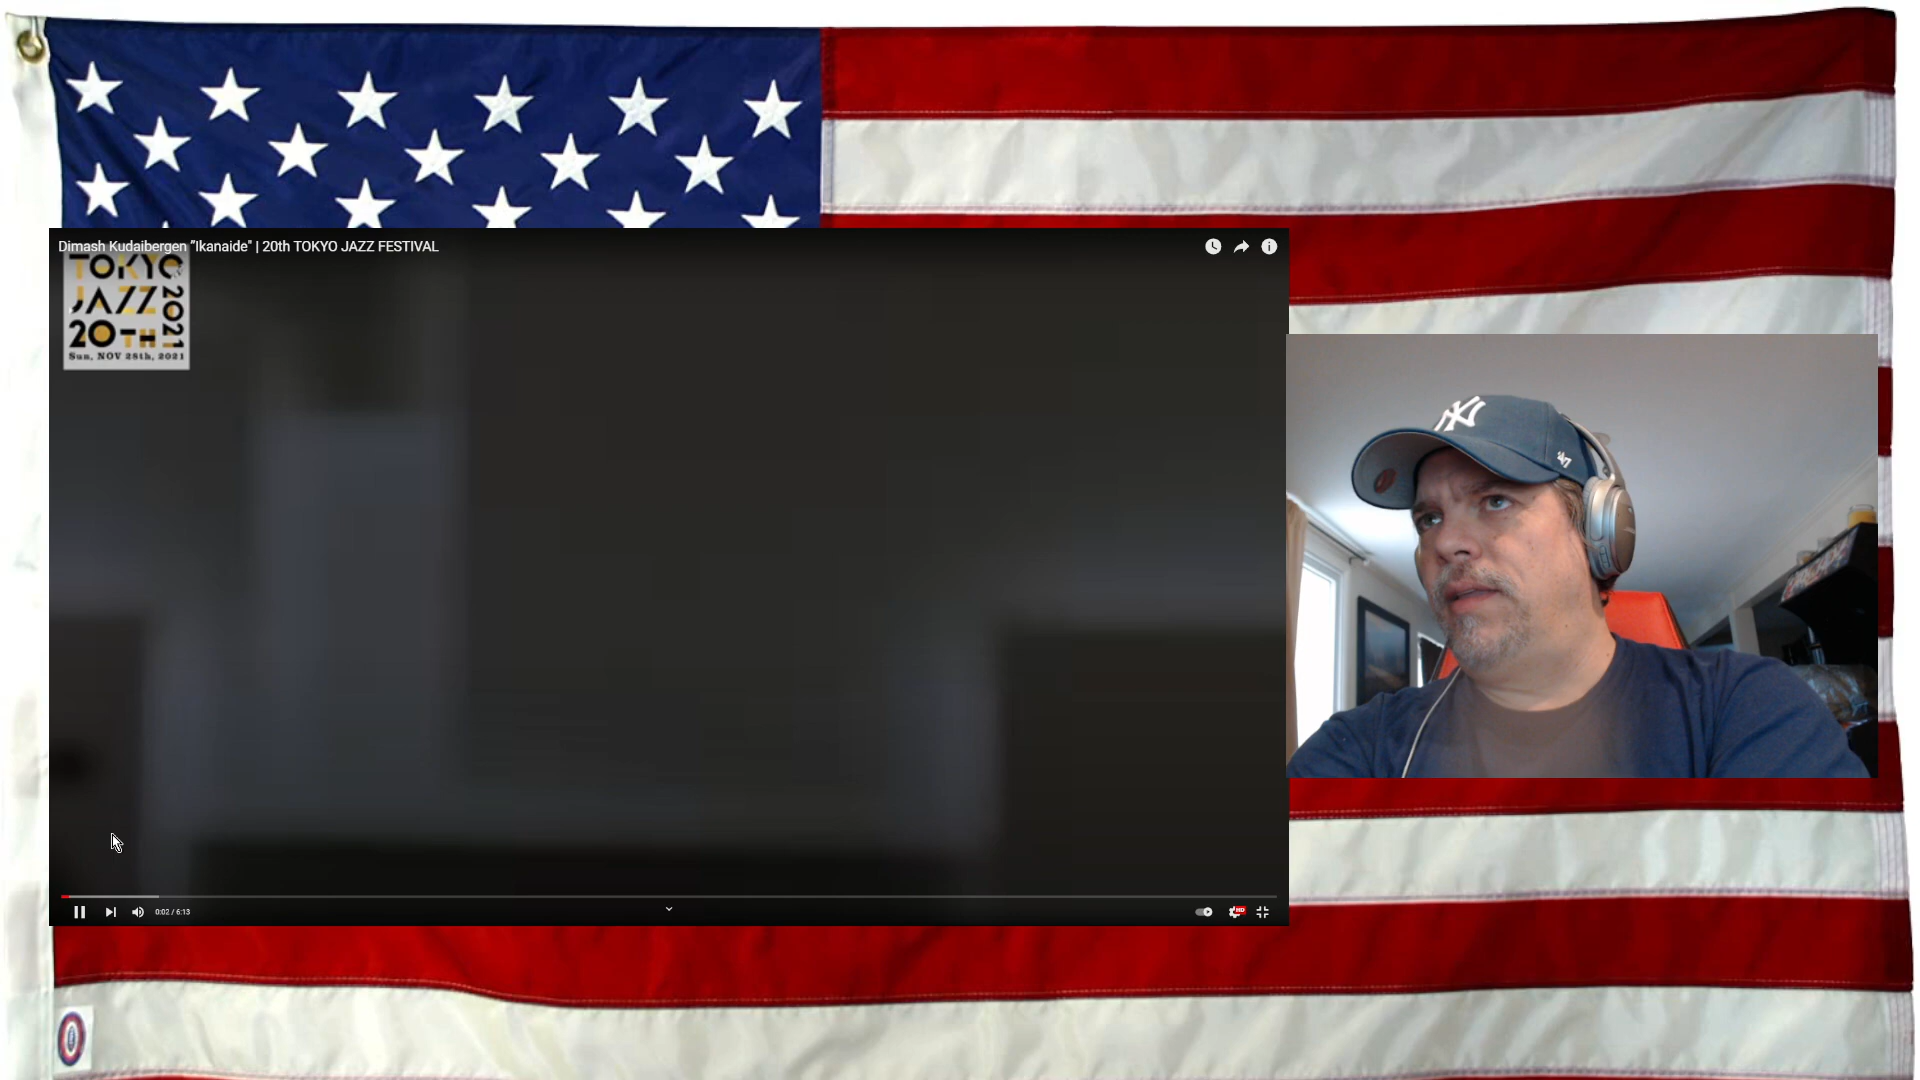 Dimash Kudaibergen "Ikanaide" | 20th TOKYO JAZZ FESTIVAL
TOKYO
JAZZ
20TH
2021
Sun, NOV 28th, 2021
NY
47
0:02 / 6:13
HD